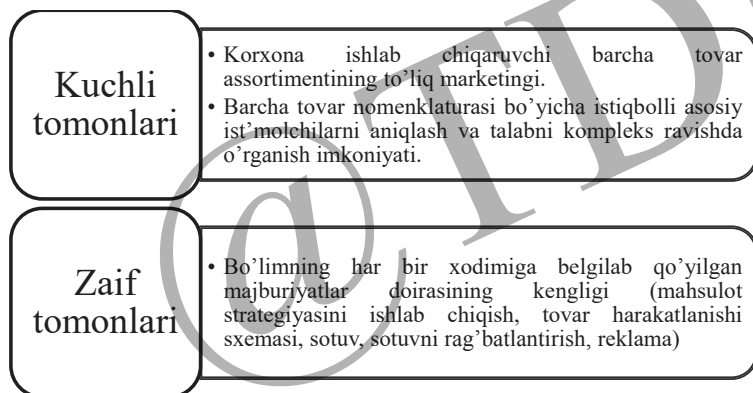 Kuchli
tomonlari
• Korxona ishlab chiqaruvchi barcha tovar
assortimentining to’liq marketingi.
• Barcha tovar nomenklaturasi bo’yicha istiqbolli asosiy
ist’molchilarni aniqlash va talabni kompleks ravishda
o’rganish imkoniyati.
Zaif
tomonlari
• Bo’limning har bir xodimiga belgilab qo’yilgan
majburiyatlar doirasining kengligi (mahsulot
strategiyasini ishlab chiqish, tovar harakatlanishi
sxemasi, sotuv, sotuvni rag’batlantirish, reklama)
@TD